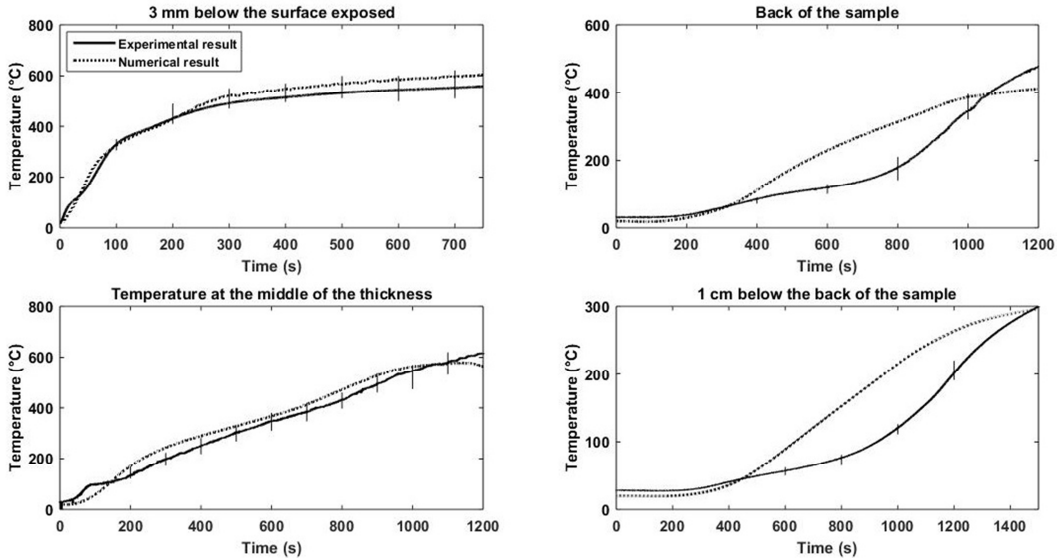 3 mm below the surface exposed
800
600
400
200
0
Temperature (°C)
Experimental result
Numerical result
0 100 200 300 400 500 600 700
Time (s)
Back of the sample
600
400
200
0
Temperature (°C)
0 200 400 600 800 1000 1200
Time (s)
Temperature at the middle of the thickness
800
600
400
200
0
Temperature (°C)
0 200 400 600 800 1000 1200
Time (s)
1 cm below the back of the sample
300
200
100
0
Temperature (°C)
0 200 400 600 800 1000 1200 1400
Time (s)